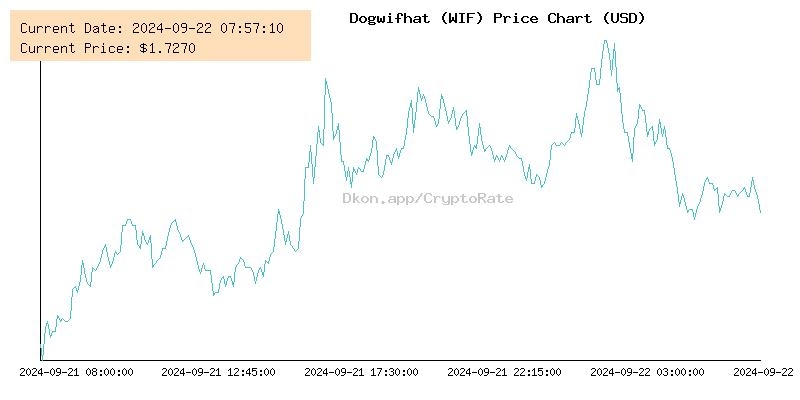 Dogwifhat (WIF) Price Chart (USD)
Current Date: 2024-09-22 07:57:10
Current Price: $1.7270
Dkon.app/CryptoRate
2024-09-21 08:00:00
2024-09-21 12:45:00
2024-09-21 17:30:00
2024-09-21 22:15:00
2024-09-22 03:00:00
2024-09-22